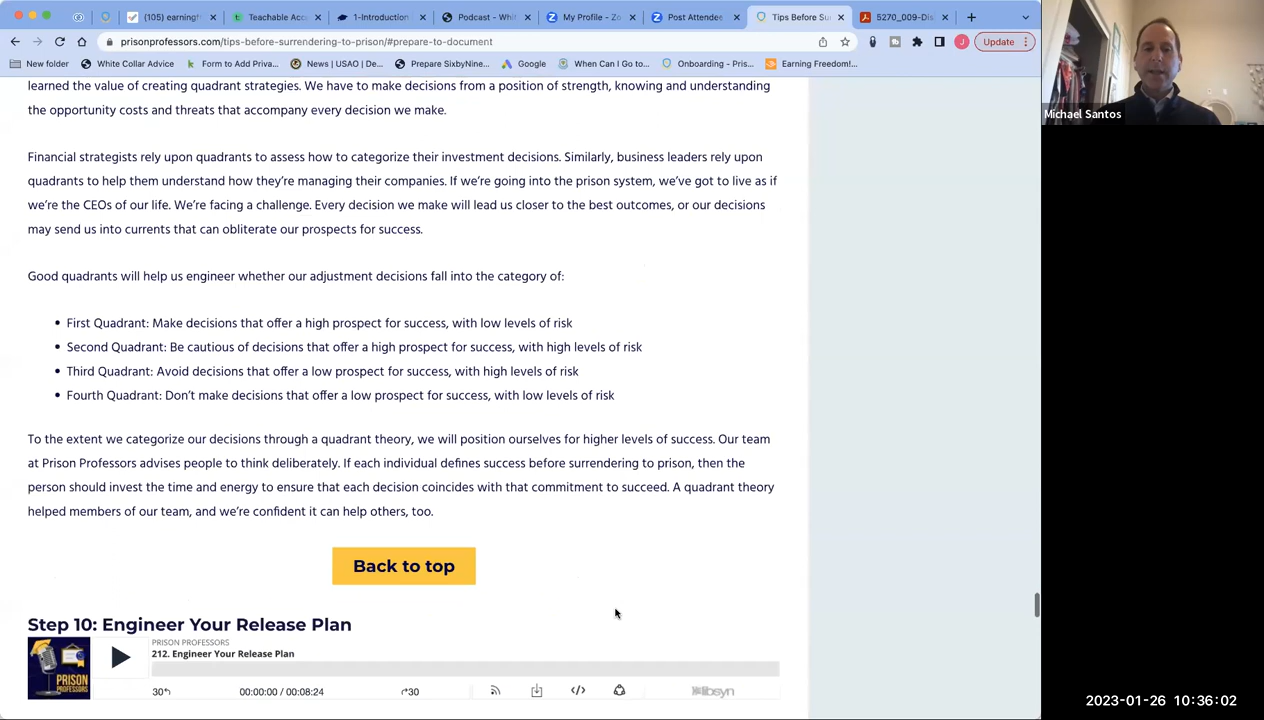 (105) earningf
Teachable Acc
1-Introduction
Podcast - Whi
My Profile - Zo
Post Attendee
Tips Before Su
5270_009-Dis
prisonprofessors.com/tips-before-surrendering-to-prison/#prepare-to-document
J
Update
New folder
White Collar Advice
Form to Add Priva...
News | USAO | De...
Prepare SixbyNine...
Google
When Can I Go to...
Onboarding - Pris...
Earning Freedom!...
Michael Santos
learned the value of creating quadrant strategies. We have to make decisions from a position of strength, knowing and understanding
the opportunity costs and threats that accompany every decision we make.
Financial strategists rely upon quadrants to assess how to categorize their investment decisions. Similarly, business leaders rely upon
quadrants to help them understand how they're managing their companies. If we're going into the prison system, we've got to live as if
we're the CEOs of our life. We're facing a challenge. Every decision we make will lead us closer to the best outcomes, or our decisions
may send us into currents that can obliterate our prospects for success.
Good quadrants will help us engineer whether our adjustment decisions fall into the category of:
• First Quadrant: Make decisions that offer a high prospect for success, with low levels of risk
• Second Quadrant: Be cautious of decisions that offer a high prospect for success, with high levels of risk
• Third Quadrant: Avoid decisions that offer a low prospect for success, with high levels of risk
• Fourth Quadrant: Don't make decisions that offer a low prospect for success, with low levels of risk
To the extent we categorize our decisions through a quadrant theory, we will position ourselves for higher levels of success. Our team
at Prison Professors advises people to think deliberately. If each individual defines success before surrendering to prison, then the
person should invest the time and energy to ensure that each decision coincides with that commitment to succeed. A quadrant theory
helped members of our team, and we're confident it can help others, too.
Back to top
Step 10: Engineer Your Release Plan
PRISON PROFESSORS
212. Engineer Your Release Plan
PRISON
PROFESSORS
30
00:00:00 / 00:08:24
30
libsyn
2023-01-26 10:36:02